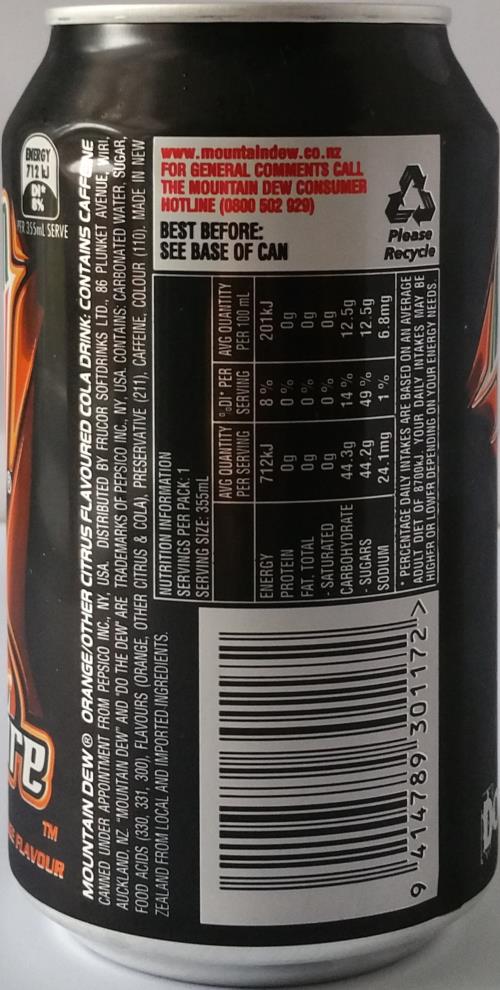 ENERGY
712 kJ
DI*
8%
PER 355mL SERVE
re
TM
FLAVOUR
MOUNTAIN DEW® ORANGE/OTHER CITRUS FLAVOURED COLA DRINK: CONTAINS CAFFEINE
CANNED UNDER APPOINTMENT FROM PEPSICO INC., NY, USA. DISTRIBUTED BY FRUCOR SOFTDRINKS LTD., 86 PLUNKET AVENUE, WIRI,
AUCKLAND, NZ. "MOUNTAIN DEW" AND "DO THE DEW" ARE TRADEMARKS OF PEPSICO INC., NY, USA. CONTAINS: CARBONATED WATER, SUGAR,
FOOD ACIDS (330, 331, 300), FLAVOURS (ORANGE, OTHER CITRUS & COLA), PRESERVATIVE (211), CAFFEINE, COLOUR (110). MADE IN NEW
ZEALAND FROM LOCAL AND IMPORTED INGREDIENTS.
www.mountaindew.co.nz
FOR GENERAL COMMENTS CALL
THE MOUNTAIN DEW CONSUMER
HOTLINE (0800 502 929)
BEST BEFORE:
SEE BASE OF CAN
Please
Recycle
NUTRITION INFORMATION
SERVINGS PER PACK: 1
SERVING SIZE: 355mL
AVG QUANTITY PER SERVING %DI* PER SERVING AVG QUANTITY PER 100 mL
ENERGY 712kJ 8 % 201kJ
PROTEIN 0g 0 % 0g
FAT, TOTAL 0g 0 % 0g
- SATURATED 0g 0 % 0g
CARBOHYDRATE 44.3g 14 % 12.5g
- SUGARS 44.2g 49 % 12.5g
SODIUM 24.1mg 1 % 6.8mg
* PERCENTAGE DAILY INTAKES ARE BASED ON AN AVERAGE
ADULT DIET OF 8700kJ. YOUR DAILY INTAKES MAY BE
HIGHER OR LOWER DEPENDING ON YOUR ENERGY NEEDS.
9 414789 301172 >